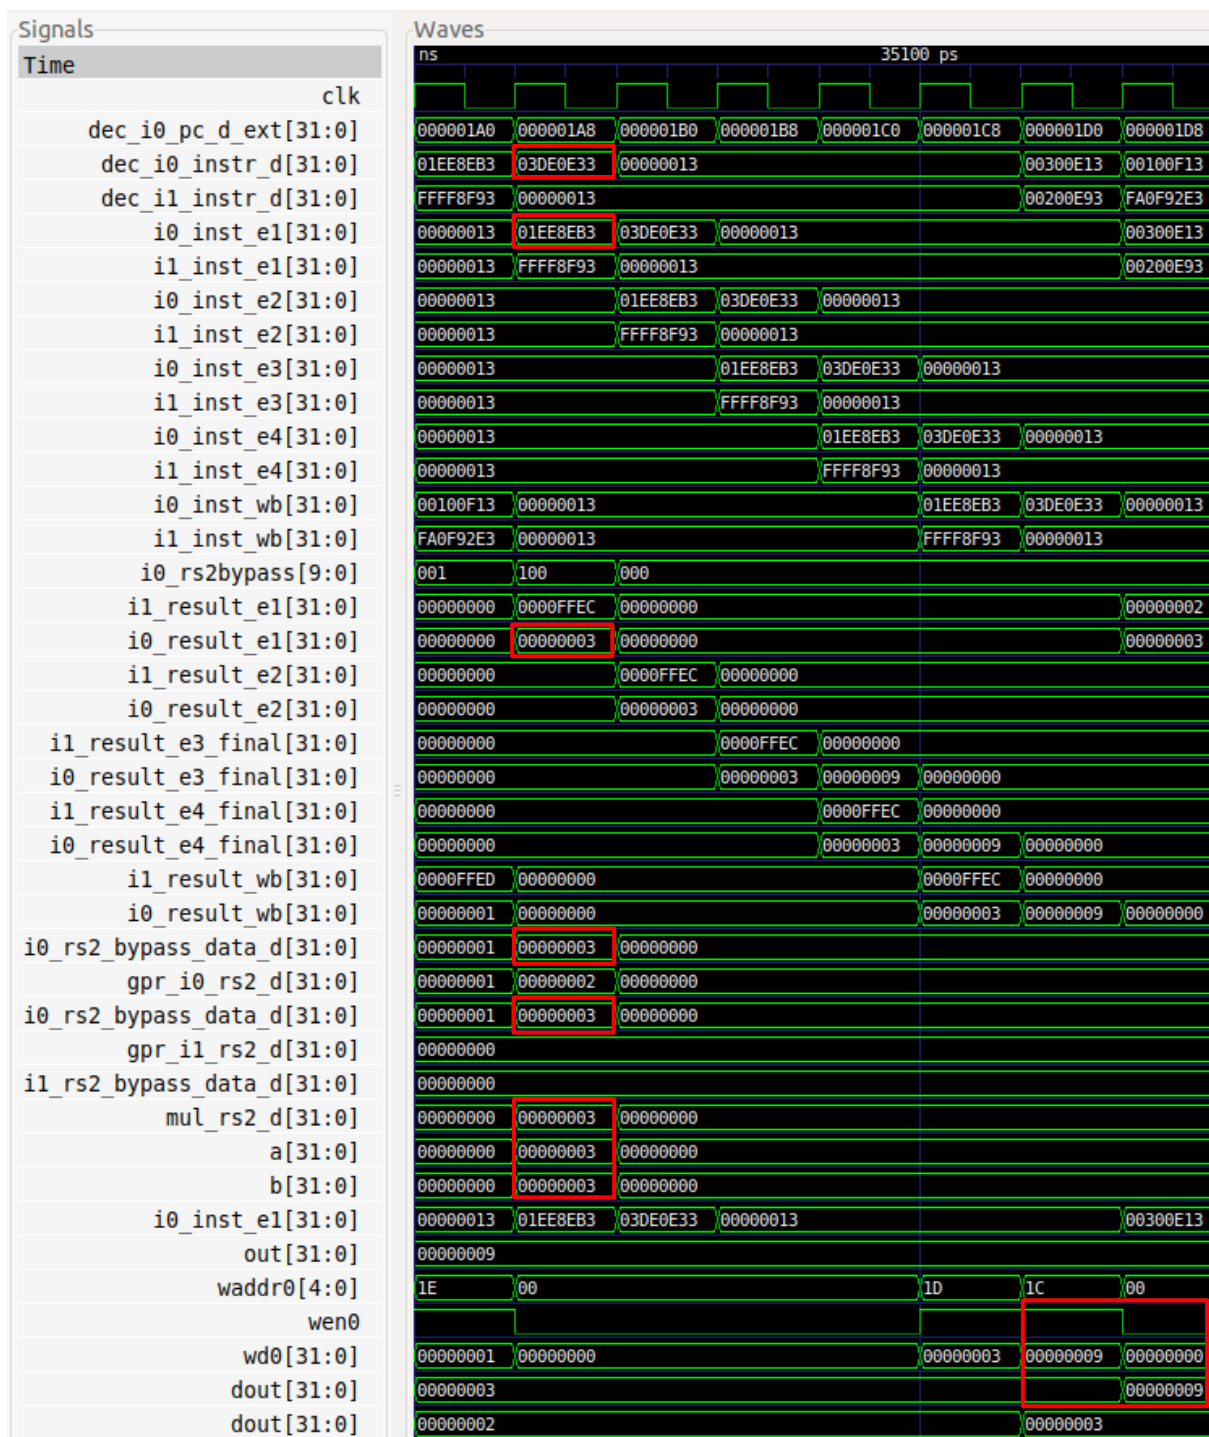 Signals Waves
Time ns 35100 ps
clk
dec_i0_pc_d_ext[31:0] 000001A0 000001A8 000001B0 000001B8 000001C0 000001C8 000001D0 000001D8
dec_i0_instr_d[31:0] 01EE8EB3 03DE0E33 00000013 00300E13 00100F13
dec_i1_instr_d[31:0] FFFF8F93 00000013 00200E93 FA0F92E3
i0_inst_e1[31:0] 00000013 01EE8EB3 03DE0E33 00000013 00300E13
i1_inst_e1[31:0] 00000013 FFFF8F93 00000013 00200E93
i0_inst_e2[31:0] 00000013 01EE8EB3 03DE0E33 00000013
i1_inst_e2[31:0] 00000013 FFFF8F93 00000013
i0_inst_e3[31:0] 00000013 01EE8EB3 03DE0E33 00000013
i1_inst_e3[31:0] 00000013 FFFF8F93 00000013
i0_inst_e4[31:0] 00000013 01EE8EB3 03DE0E33 00000013
i1_inst_e4[31:0] 00000013 FFFF8F93 00000013
i0_inst_wb[31:0] 00100F13 00000013 01EE8EB3 03DE0E33 00000013
i1_inst_wb[31:0] FA0F92E3 00000013 FFFF8F93 00000013
i0_rs2bypass[9:0] 001 100 000
i1_result_e1[31:0] 00000000 0000FFEC 00000000 00000002
i0_result_e1[31:0] 00000000 00000003 00000000 00000003
i1_result_e2[31:0] 00000000 0000FFEC 00000000
i0_result_e2[31:0] 00000000 00000003 00000000
i1_result_e3_final[31:0] 00000000 0000FFEC 00000000
i0_result_e3_final[31:0] 00000000 00000003 00000009 00000000
i1_result_e4_final[31:0] 00000000 0000FFEC 00000000
i0_result_e4_final[31:0] 00000000 00000003 00000009 00000000
i1_result_wb[31:0] 0000FFED 00000000 0000FFEC 00000000
i0_result_wb[31:0] 00000001 00000000 00000003 00000009 00000000
i0_rs2_bypass_data_d[31:0] 00000001 00000003 00000000
gpr_i0_rs2_d[31:0] 00000001 00000002 00000000
i0_rs2_bypass_data_d[31:0] 00000001 00000003 00000000
gpr_i1_rs2_d[31:0] 00000000
i1_rs2_bypass_data_d[31:0] 00000000
mul_rs2_d[31:0] 00000000 00000003 00000000
a[31:0] 00000000 00000003 00000000
b[31:0] 00000000 00000003 00000000
i0_inst_e1[31:0] 00000013 01EE8EB3 03DE0E33 00000013 00300E13
out[31:0] 00000009
waddr0[4:0] 1E 00 1D 1C 00
wen0
wd0[31:0] 00000001 00000000 00000003 00000009 00000000
dout[31:0] 00000003 00000009
dout[31:0] 00000002 00000003